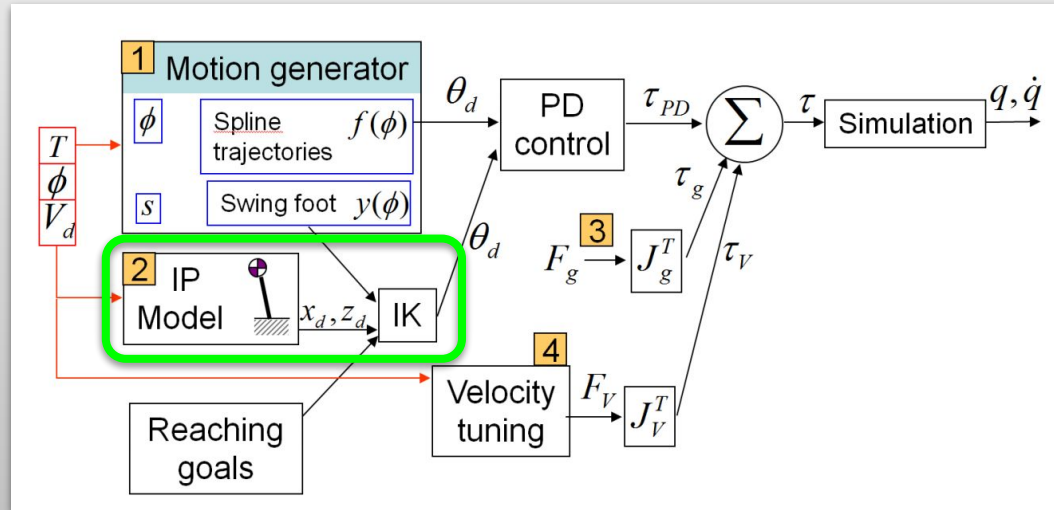 1 Motion generator
ϕ
Spline trajectories f(ϕ)
s
Swing foot y(ϕ)
T
ϕ
V_d
2 IP Model
x_d, z_d
IK
Reaching goals
θ_d
θ_d
PD control
τ_PD
Σ
τ
Simulation
q, q̇
τ_g
3
F_g
J_g^T
τ_V
4
Velocity tuning
F_V
J_V^T